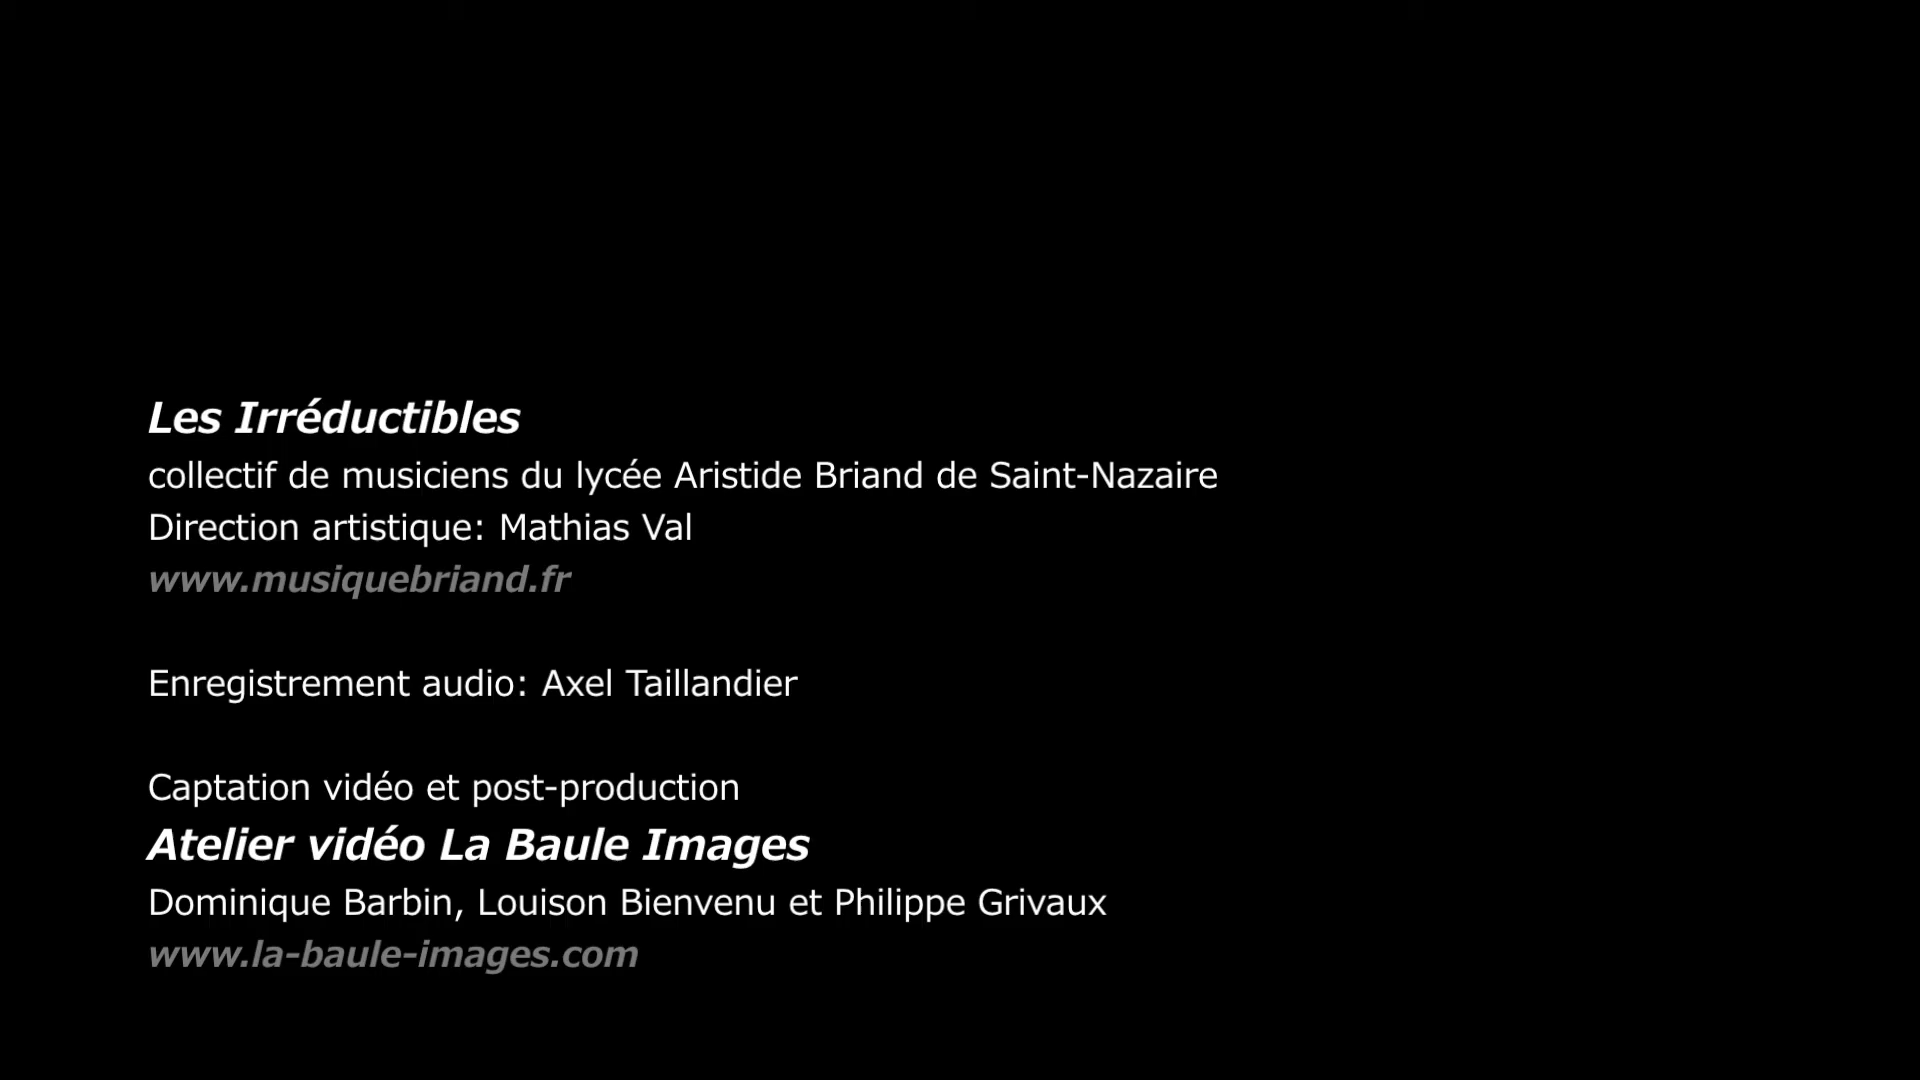 Les Irréductibles
collectif de musiciens du lycée Aristide Briand de Saint-Nazaire
Direction artistique: Mathias Val
www.musiquebriand.fr
Enregistrement audio: Axel Taillandier
Captation vidéo et post-production
Atelier vidéo La Baule Images
Dominique Barbin, Louison Bienvenu et Philippe Grivaux
www.la-baule-images.com